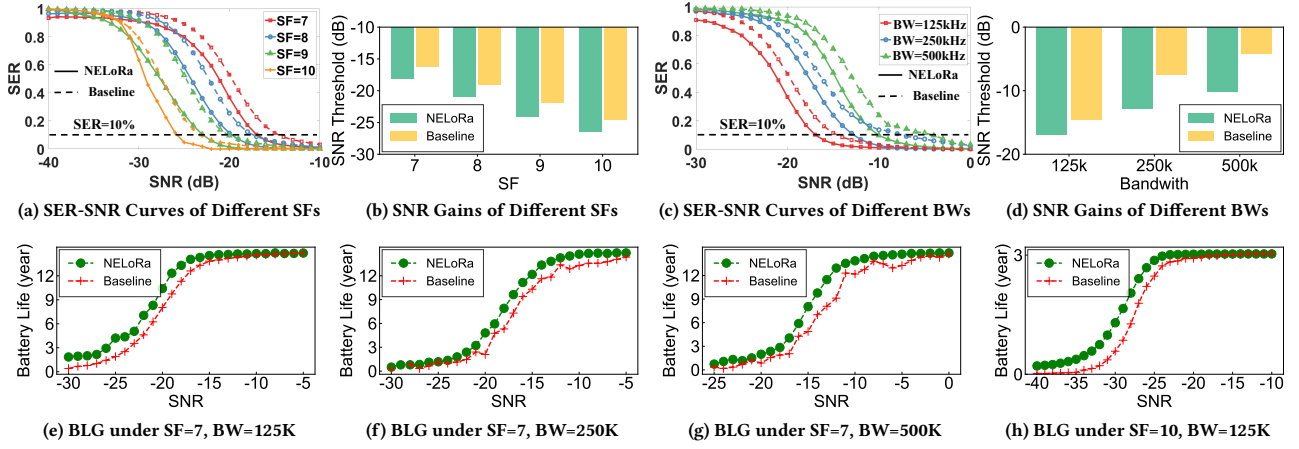 1
0.8
0.6
0.4
0.2
0
SER
SF=7
SF=8
SF=9
SF=10
NELoRa
Baseline
SER=10%
-40
-30
-20
-10
SNR (dB)
(a) SER-SNR Curves of Different SFs
-10
-15
-20
-25
-30
SNR Threshold (dB)
NELoRa
Baseline
7
8
9
10
SF
(b) SNR Gains of Different SFs
1
0.8
0.6
0.4
0.2
0
SER
BW=125kHz
BW=250kHz
BW=500kHz
NELoRa
Baseline
SER=10%
-30
-20
-10
0
SNR (dB)
(c) SER-SNR Curves of Different BWs
0
-10
-20
SNR Threshold (dB)
NELoRa
Baseline
125k
250k
500k
Bandwith
(d) SNR Gains of Different BWs
12
9
6
3
0
Battery Life (year)
NELoRa
Baseline
-30
-25
-20
-15
-10
-5
SNR
(e) BLG under SF=7, BW=125K
12
9
6
3
0
Battery Life (year)
NELoRa
Baseline
-30
-25
-20
-15
-10
-5
SNR
(f) BLG under SF=7, BW=250K
12
9
6
3
0
Battery Life (year)
NELoRa
Baseline
-25
-20
-15
-10
-5
0
SNR
(g) BLG under SF=7, BW=500K
3
0
Battery Life (year)
NELoRa
Baseline
-40
-35
-30
-25
-20
-15
-10
SNR
(h) BLG under SF=10, BW=125K